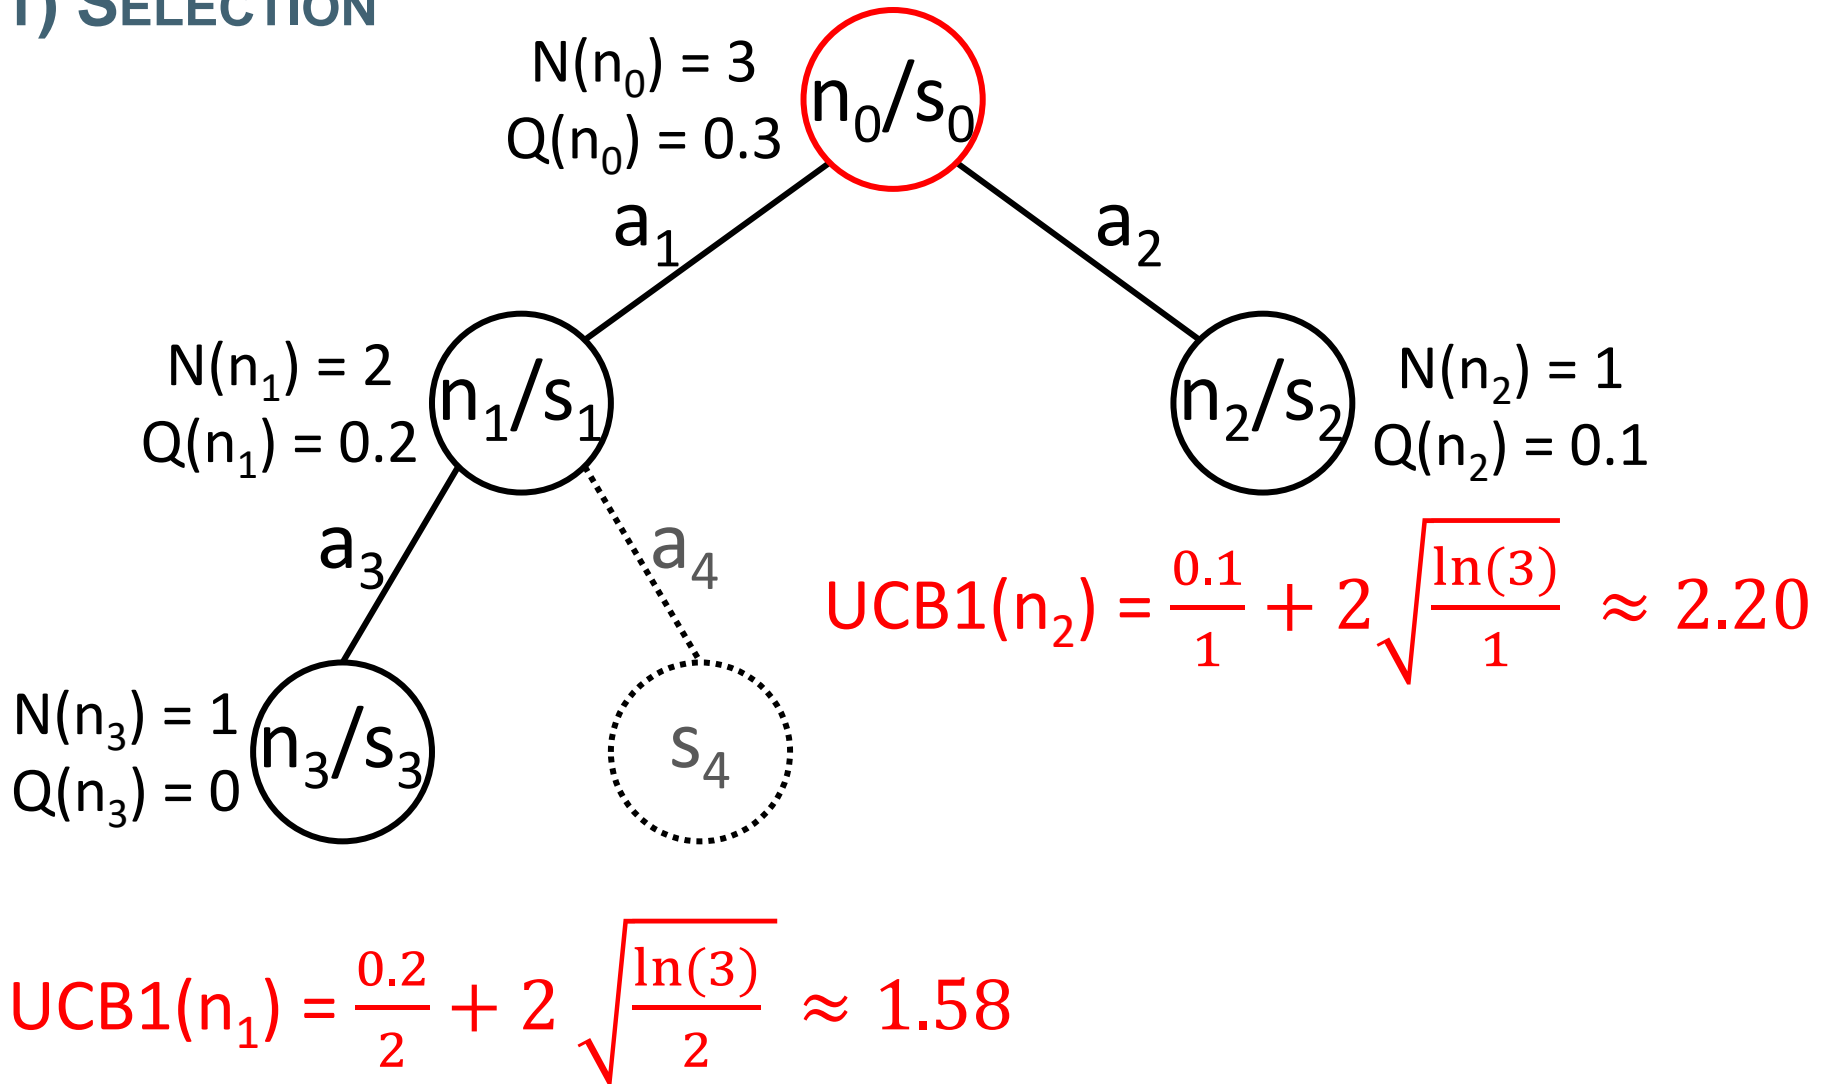 1) SELECTION
N(n₀) = 3
Q(n₀) = 0.3
n₀/s₀
a₁
a₂
N(n₁) = 2
Q(n₁) = 0.2
n₁/s₁
n₂/s₂
N(n₂) = 1
Q(n₂) = 0.1
a₃
a₄
UCB1(n₂) = 0.1/1 + 2√(ln(3)/1) ≈ 2.20
N(n₃) = 1
Q(n₃) = 0
n₃/s₃
s₄
UCB1(n₁) = 0.2/2 + 2√(ln(3)/2) ≈ 1.58